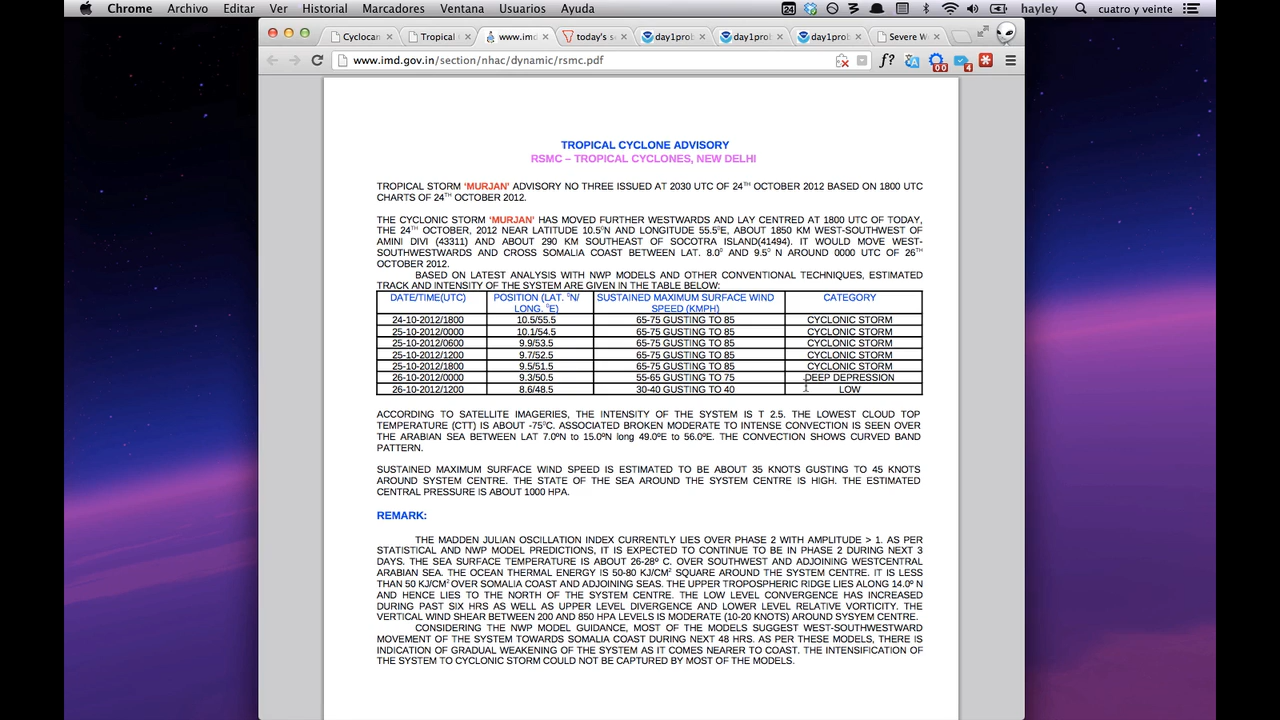 Chrome Archivo Editar Ver Historial Marcadores Ventana Usuarios Ayuda 24 hayley cuatro y veinte
Cyclocan Tropical www.imd today's s day1prob day1prob day1prob Severe W
www.imd.gov.in/section/nhac/dynamic/rsmc.pdf f? 00 4
TROPICAL CYCLONE ADVISORY
RSMC – TROPICAL CYCLONES, NEW DELHI
TROPICAL STORM 'MURJAN' ADVISORY NO THREE ISSUED AT 2030 UTC OF 24TH OCTOBER 2012 BASED ON 1800 UTC
CHARTS OF 24TH OCTOBER 2012.
THE CYCLONIC STORM 'MURJAN' HAS MOVED FURTHER WESTWARDS AND LAY CENTRED AT 1800 UTC OF TODAY,
THE 24TH OCTOBER, 2012 NEAR LATITUDE 10.5⁰N AND LONGITUDE 55.5⁰E, ABOUT 1850 KM WEST-SOUTHWEST OF
AMINI DIVI (43311) AND ABOUT 290 KM SOUTHEAST OF SOCOTRA ISLAND(41494). IT WOULD MOVE WEST-
SOUTHWESTWARDS AND CROSS SOMALIA COAST BETWEEN LAT. 8.0⁰ AND 9.5⁰ N AROUND 0000 UTC OF 26TH
OCTOBER 2012.
BASED ON LATEST ANALYSIS WITH NWP MODELS AND OTHER CONVENTIONAL TECHNIQUES, ESTIMATED
TRACK AND INTENSITY OF THE SYSTEM ARE GIVEN IN THE TABLE BELOW:
DATE/TIME(UTC) POSITION (LAT. ⁰N/ SUSTAINED MAXIMUM SURFACE WIND CATEGORY
LONG. ⁰E) SPEED (KMPH)
24-10-2012/1800 10.5/55.5 65-75 GUSTING TO 85 CYCLONIC STORM
25-10-2012/0000 10.1/54.5 65-75 GUSTING TO 85 CYCLONIC STORM
25-10-2012/0600 9.9/53.5 65-75 GUSTING TO 85 CYCLONIC STORM
25-10-2012/1200 9.7/52.5 65-75 GUSTING TO 85 CYCLONIC STORM
25-10-2012/1800 9.5/51.5 65-75 GUSTING TO 85 CYCLONIC STORM
26-10-2012/0000 9.3/50.5 55-65 GUSTING TO 75 DEEP DEPRESSION
26-10-2012/1200 8.6/48.5 30-40 GUSTING TO 40 LOW
ACCORDING TO SATELLITE IMAGERIES, THE INTENSITY OF THE SYSTEM IS T 2.5. THE LOWEST CLOUD TOP
TEMPERATURE (CTT) IS ABOUT -75⁰C. ASSOCIATED BROKEN MODERATE TO INTENSE CONVECTION IS SEEN OVER
THE ARABIAN SEA BETWEEN LAT 7.0ºN to 15.0ºN long 49.0ºE to 56.0ºE. THE CONVECTION SHOWS CURVED BAND
PATTERN.
SUSTAINED MAXIMUM SURFACE WIND SPEED IS ESTIMATED TO BE ABOUT 35 KNOTS GUSTING TO 45 KNOTS
AROUND SYSTEM CENTRE. THE STATE OF THE SEA AROUND THE SYSTEM CENTRE IS HIGH. THE ESTIMATED
CENTRAL PRESSURE IS ABOUT 1000 HPA.
REMARK:
THE MADDEN JULIAN OSCILLATION INDEX CURRENTLY LIES OVER PHASE 2 WITH AMPLITUDE > 1. AS PER
STATISTICAL AND NWP MODEL PREDICTIONS, IT IS EXPECTED TO CONTINUE TO BE IN PHASE 2 DURING NEXT 3
DAYS. THE SEA SURFACE TEMPERATURE IS ABOUT 26-28º C. OVER SOUTHWEST AND ADJOINING WESTCENTRAL
ARABIAN SEA. THE OCEAN THERMAL ENERGY IS 50-80 KJ/CM² SQUARE AROUND THE SYSTEM CENTRE. IT IS LESS
THAN 50 KJ/CM² OVER SOMALIA COAST AND ADJOINING SEAS. THE UPPER TROPOSPHERIC RIDGE LIES ALONG 14.0º N
AND HENCE LIES TO THE NORTH OF THE SYSTEM CENTRE. THE LOW LEVEL CONVERGENCE HAS INCREASED
DURING PAST SIX HRS AS WELL AS UPPER LEVEL DIVERGENCE AND LOWER LEVEL RELATIVE VORTICITY. THE
VERTICAL WIND SHEAR BETWEEN 200 AND 850 HPA LEVELS IS MODERATE (10-20 KNOTS) AROUND SYSYEM CENTRE.
CONSIDERING THE NWP MODEL GUIDANCE, MOST OF THE MODELS SUGGEST WEST-SOUTHWESTWARD
MOVEMENT OF THE SYSTEM TOWARDS SOMALIA COAST DURING NEXT 48 HRS. AS PER THESE MODELS, THERE IS
INDICATION OF GRADUAL WEAKENING OF THE SYSTEM AS IT COMES NEARER TO COAST. THE INTENSIFICATION OF
THE SYSTEM TO CYCLONIC STORM COULD NOT BE CAPTURED BY MOST OF THE MODELS.